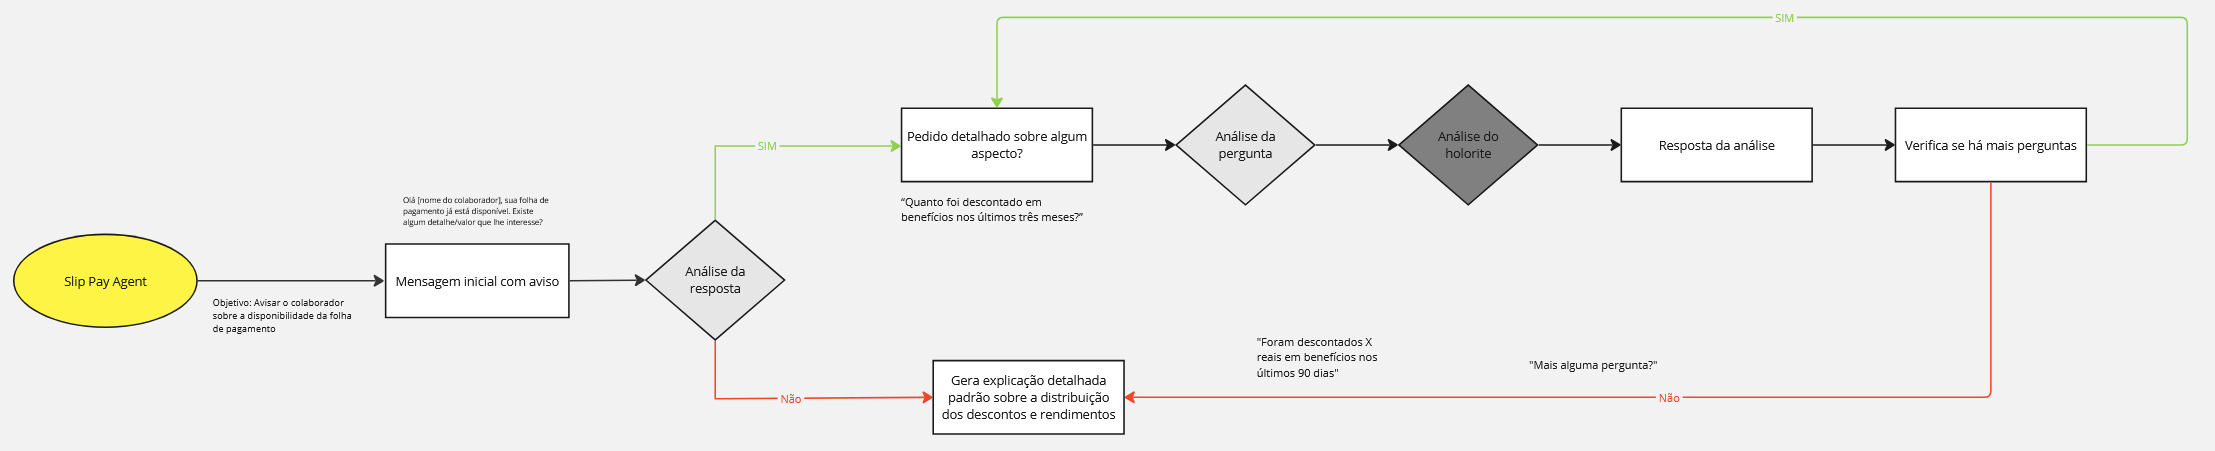 SIM
Pedido detalhado sobre algum
aspecto?
Análise da
pergunta
Análise do
holorite
Resposta da análise
Verifica se há mais perguntas
SIM
“Quanto foi descontado em
benefícios nos últimos três meses?”
Olá [nome do colaborador], sua folha de
pagamento já está disponível. Existe
algum detalhe/valor que lhe interesse?
Slip Pay Agent
Objetivo: Avisar o colaborador
sobre a disponibilidade da folha
de pagamento
Mensagem inicial com aviso
Análise da
resposta
"Foram descontados X
reais em benefícios nos
últimos 90 dias"
"Mais alguma pergunta?"
Não
Gera explicação detalhada
padrão sobre a distribuição
dos descontos e rendimentos
Não